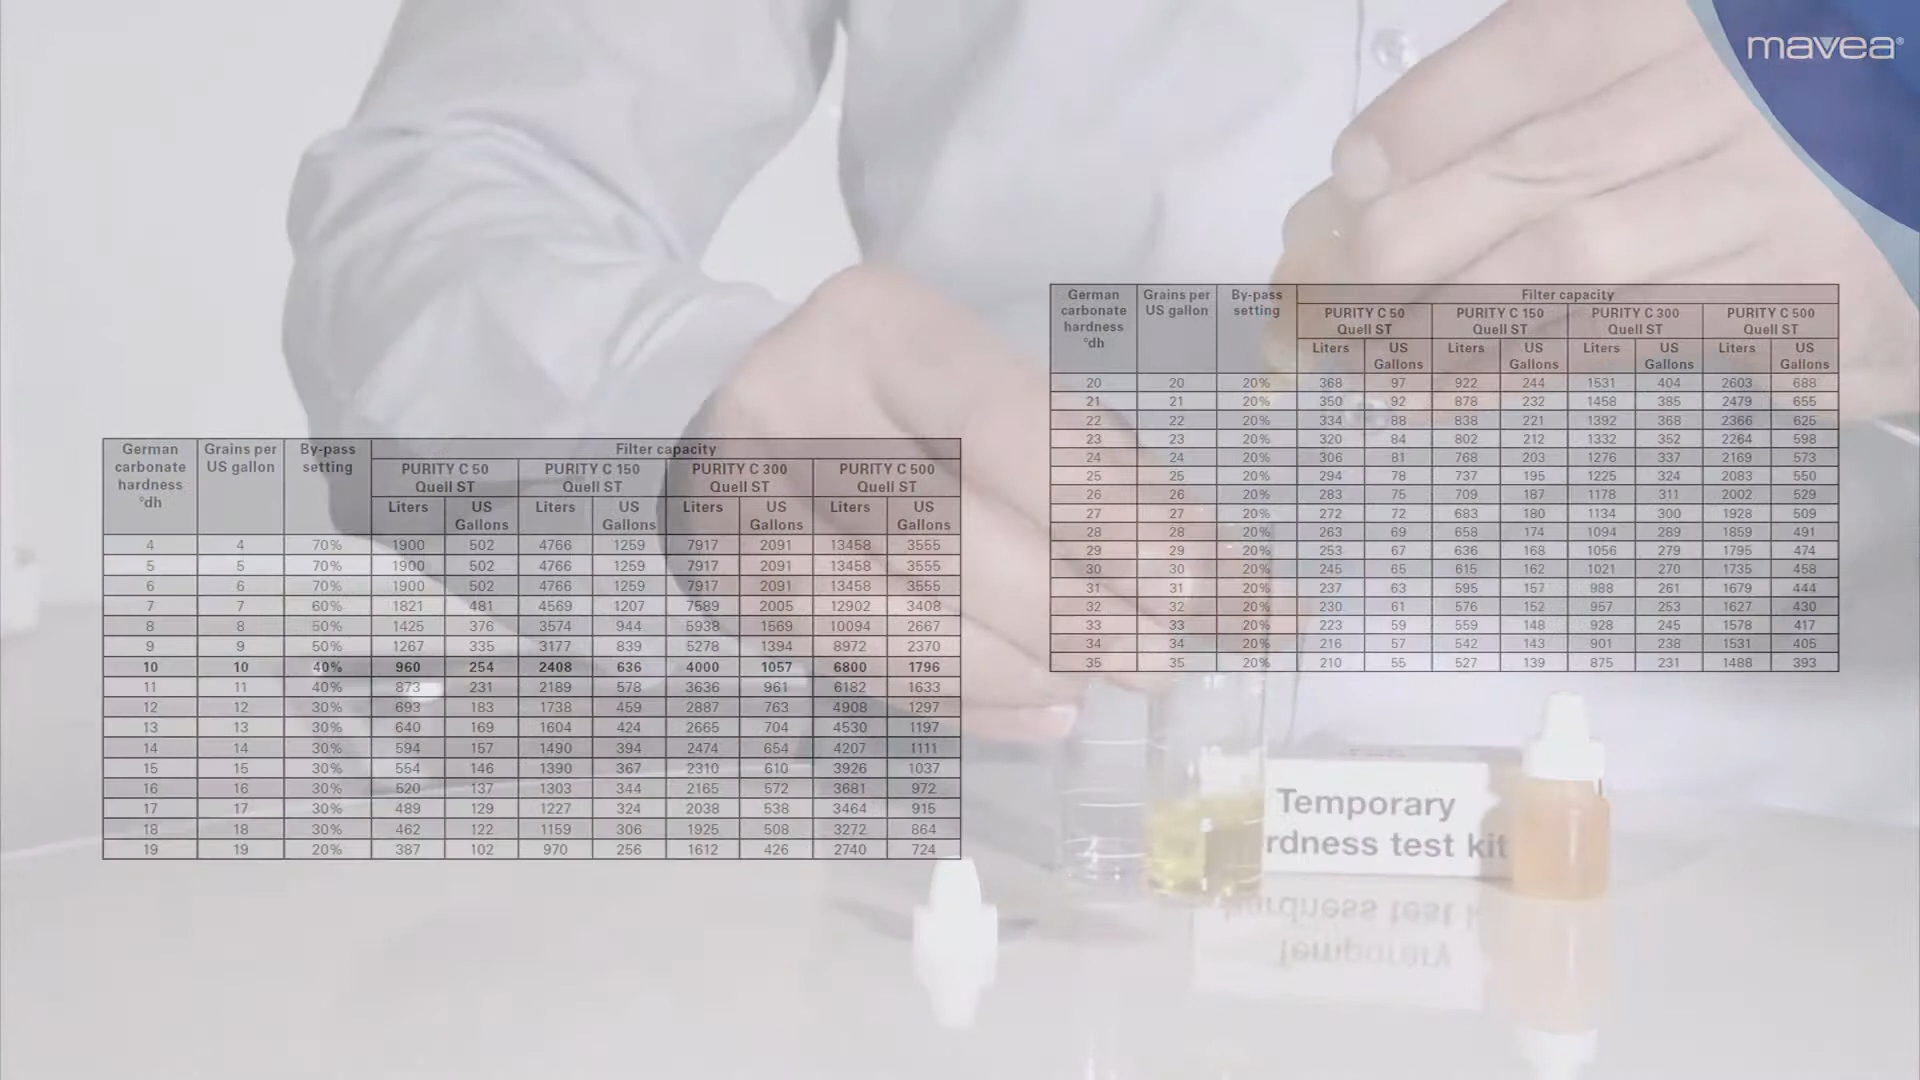 mavea®
German Grains per By-pass Filter capacity
carbonate US gallon setting PURITY C 50 PURITY C 150 PURITY C 300 PURITY C 500
hardness Quell ST Quell ST Quell ST Quell ST
°dh Liters US Liters US Liters US Liters US
Gallons Gallons Gallons Gallons
4 4 70% 1900 502 4766 1259 7917 2091 13458 3555
5 5 70% 1900 502 4766 1259 7917 2091 13458 3555
6 6 70% 1900 502 4766 1259 7917 2091 13458 3555
7 7 60% 1821 481 4569 1207 7589 2005 12902 3408
8 8 50% 1425 376 3574 944 5938 1569 10094 2667
9 9 50% 1267 335 3177 839 5278 1394 8972 2370
10 10 40% 960 254 2408 636 4000 1057 6800 1796
11 11 40% 873 231 2189 578 3636 961 6182 1633
12 12 30% 693 183 1738 459 2887 763 4908 1297
13 13 30% 640 169 1604 424 2665 704 4530 1197
14 14 30% 594 157 1490 394 2474 654 4207 1111
15 15 30% 554 146 1390 367 2310 610 3926 1037
16 16 30% 520 137 1303 344 2165 572 3681 972
17 17 30% 489 129 1227 324 2038 538 3464 915
18 18 30% 462 122 1159 306 1925 508 3272 864
19 19 20% 387 102 970 256 1612 426 2740 724
German Grains per By-pass Filter capacity
carbonate US gallon setting PURITY C 50 PURITY C 150 PURITY C 300 PURITY C 500
hardness Quell ST Quell ST Quell ST Quell ST
°dh Liters US Liters US Liters US Liters US
Gallons Gallons Gallons Gallons
20 20 20% 368 97 922 244 1531 404 2603 688
21 21 20% 350 92 878 232 1458 385 2479 655
22 22 20% 334 88 838 221 1392 368 2366 625
23 23 20% 320 84 802 212 1332 352 2264 598
24 24 20% 306 81 768 203 1276 337 2169 573
25 25 20% 294 78 737 195 1225 324 2083 550
26 26 20% 283 75 709 187 1178 311 2002 529
27 27 20% 272 72 683 180 1134 300 1928 509
28 28 20% 263 69 658 174 1094 289 1859 491
29 29 20% 253 67 636 168 1056 279 1795 474
30 30 20% 245 65 615 162 1021 270 1735 458
31 31 20% 237 63 595 157 988 261 1679 444
32 32 20% 230 61 576 152 957 253 1627 430
33 33 20% 223 59 559 148 928 245 1578 417
34 34 20% 216 57 542 143 901 238 1531 405
35 35 20% 210 55 527 139 875 231 1488 393
Temporary
rdness test kit